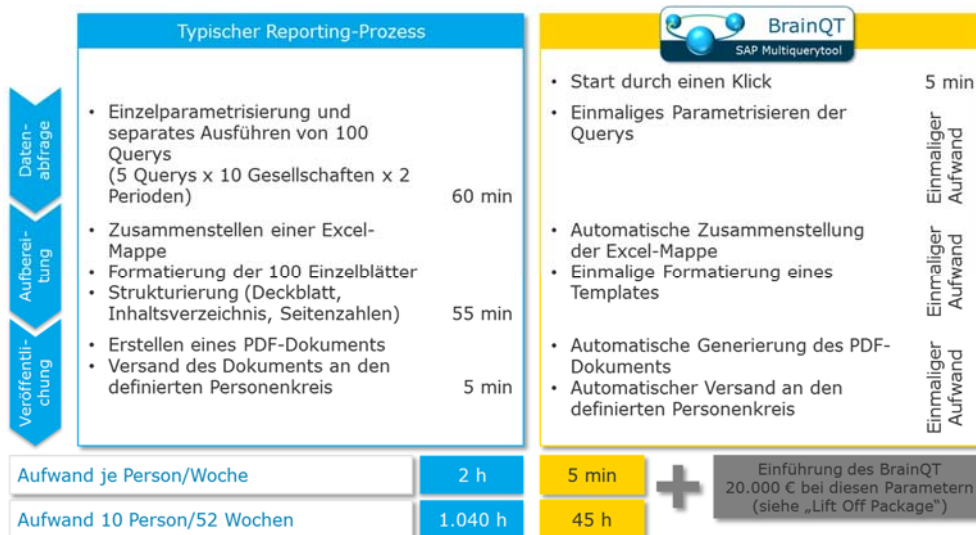 Typischer Reporting-Prozess
BrainQT
SAP Multiquerytool
Daten-
abfrage
• Einzelparametrisierung und
separates Ausführen von 100
Querys
(5 Querys x 10 Gesellschaften x 2
Perioden)
60 min
• Start durch einen Klick
5 min
• Einmaliges Parametrisieren der
Querys
Einmaliger
Aufwand
Aufberei-
tung
• Zusammenstellen einer Excel-
Mappe
• Formatierung der 100 Einzelblätter
• Strukturierung (Deckblatt,
Inhaltsverzeichnis, Seitenzahlen)
55 min
• Automatische Zusammenstellung
der Excel-Mappe
• Einmalige Formatierung eines
Templates
Einmaliger
Aufwand
Veröffentli-
chung
• Erstellen eines PDF-Dokuments
• Versand des Dokuments an den
definierten Personenkreis
5 min
• Automatische Generierung des PDF-
Dokuments
• Automatischer Versand an den
definierten Personenkreis
Einmaliger
Aufwand
Aufwand je Person/Woche
2 h
5 min
Aufwand 10 Person/52 Wochen
1.040 h
45 h
+
Einführung des BrainQT
20.000 € bei diesen Parametern
(siehe „Lift Off Package“)